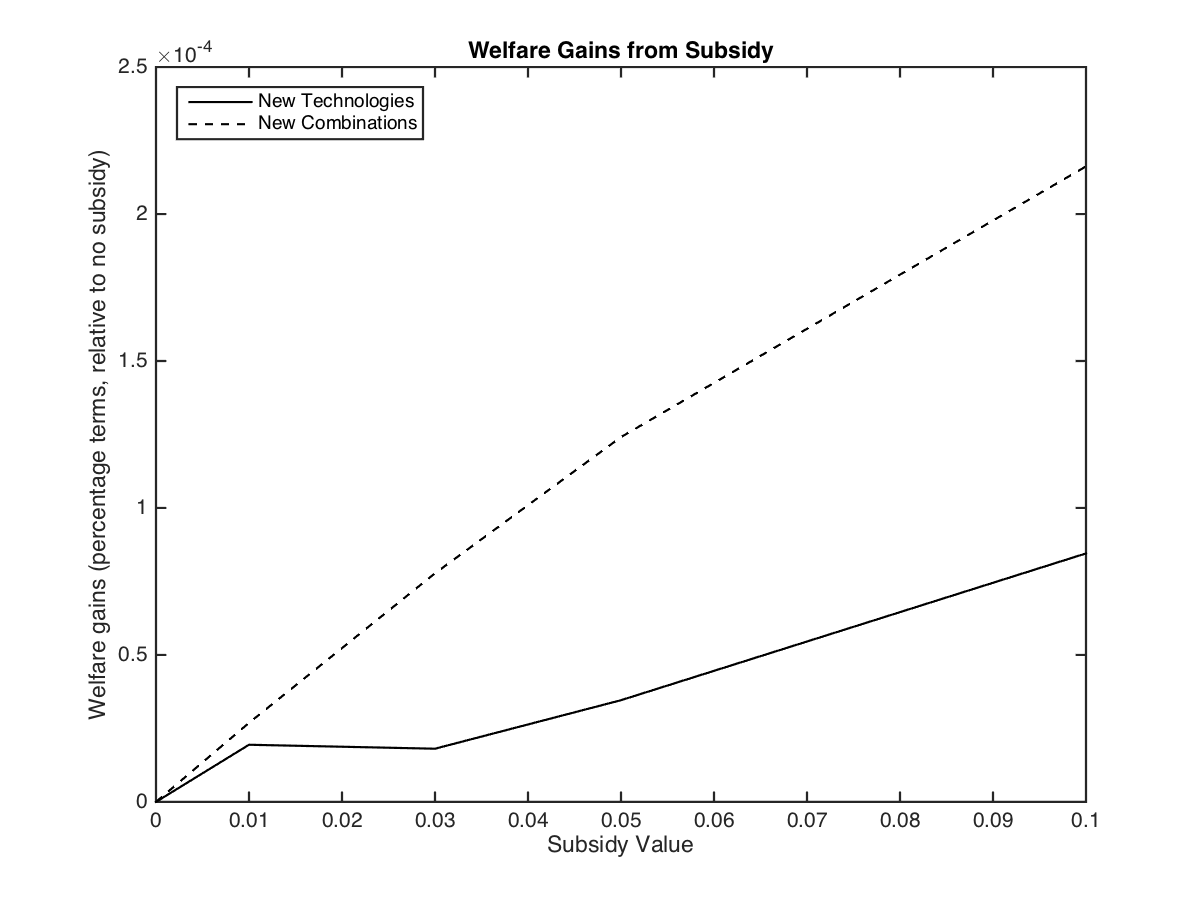 Welfare Gains from Subsidy
×10-4
2.5
2
1.5
1
0.5
0
Welfare gains (percentage terms, relative to no subsidy)
New Technologies
New Combinations
0 0.01 0.02 0.03 0.04 0.05 0.06 0.07 0.08 0.09 0.1
Subsidy Value